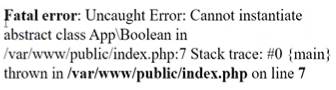 Fatal error: Uncaught Error: Cannot instantiate
abstract class App\Boolean in
/var/www/public/index.php:7 Stack trace: #0 {main}
thrown in /var/www/public/index.php on line 7